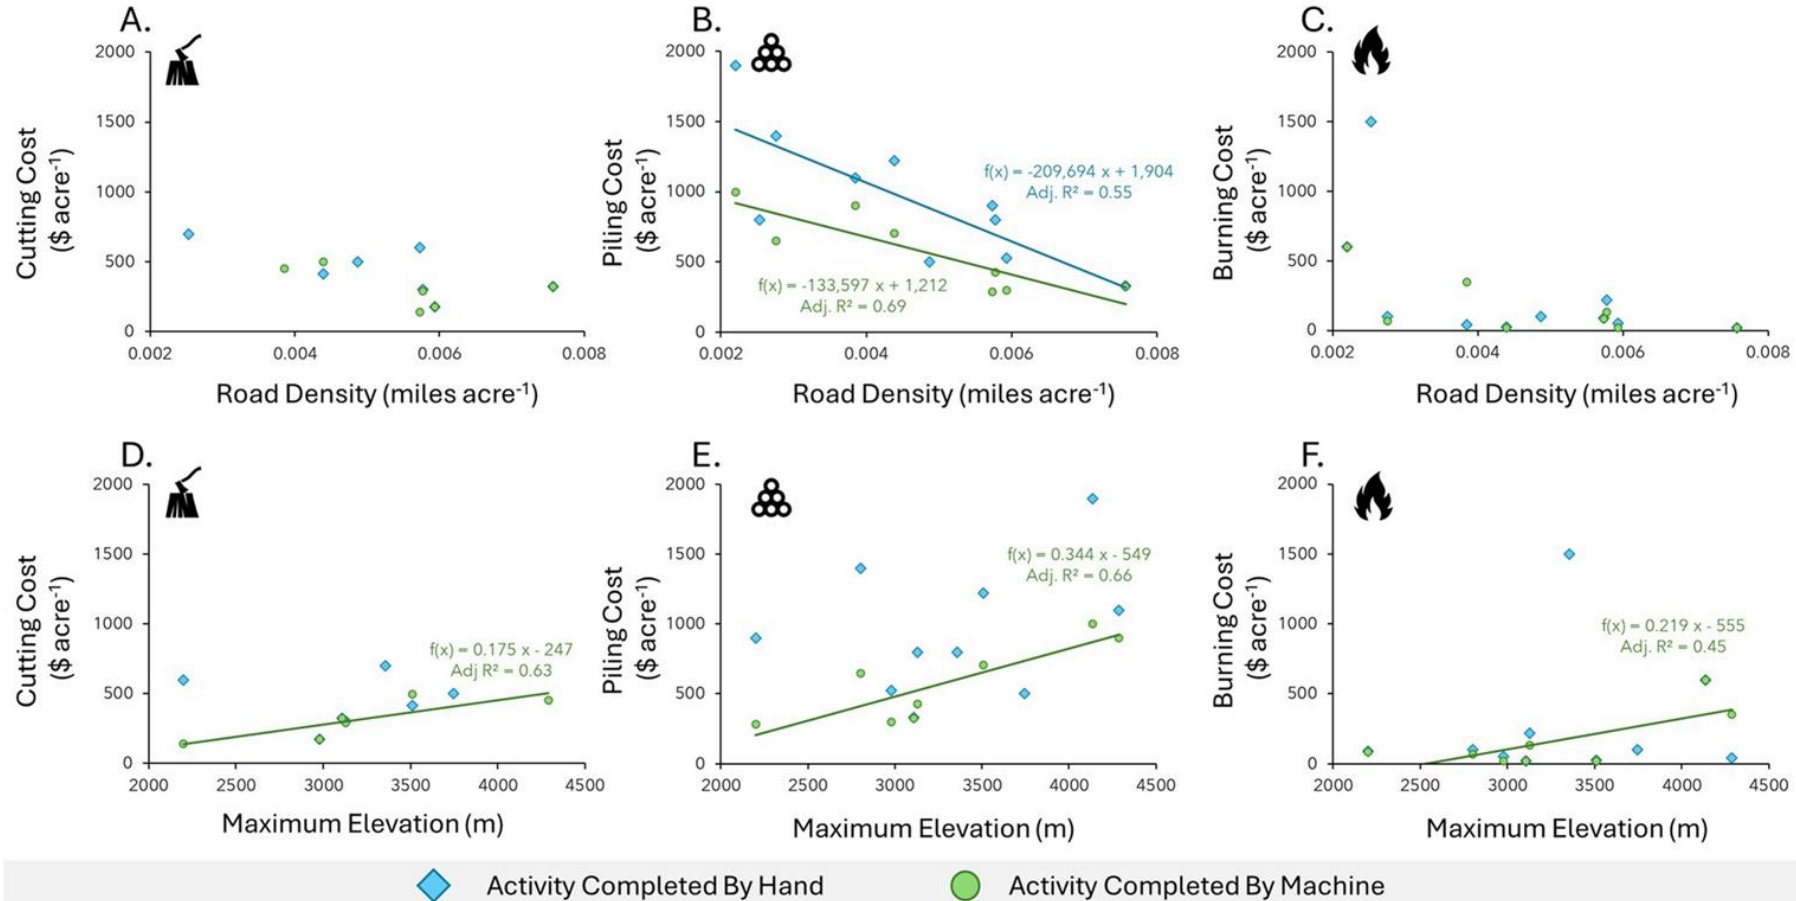 A.
2000
1500
1000
500
0
0.002
0.004
0.006
0.008
Cutting Cost
($ acre⁻¹)
Road Density (miles acre⁻¹)
B.
2000
1500
1000
500
0
0.002
0.004
0.006
0.008
Piling Cost
($ acre⁻¹)
f(x) = -209,694 x + 1,904
Adj. R² = 0.55
f(x) = -133,597 x + 1,212
Adj. R² = 0.69
Road Density (miles acre⁻¹)
C.
2000
1500
1000
500
0
0.002
0.004
0.006
0.008
Burning Cost
($ acre⁻¹)
Road Density (miles acre⁻¹)
D.
2000
1500
1000
500
0
2000
2500
3000
3500
4000
4500
Cutting Cost
($ acre⁻¹)
f(x) = 0.175 x - 247
Adj R² = 0.63
Maximum Elevation (m)
E.
2000
1500
1000
500
0
2000
2500
3000
3500
4000
4500
Piling Cost
($ acre⁻¹)
f(x) = 0.344 x - 549
Adj. R² = 0.66
Maximum Elevation (m)
F.
2000
1500
1000
500
0
2000
2500
3000
3500
4000
4500
Burning Cost
($ acre⁻¹)
f(x) = 0.219 x - 555
Adj. R² = 0.45
Maximum Elevation (m)
Activity Completed By Hand
Activity Completed By Machine